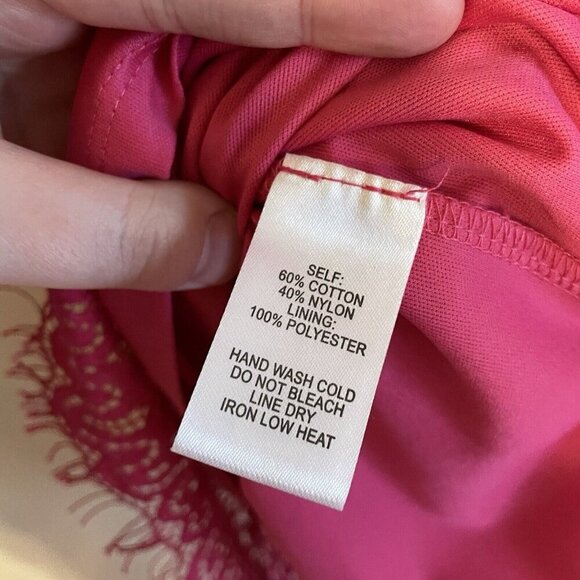 SELF:
60% COTTON
40% NYLON
LINING:
100% POLYESTER
HAND WASH COLD
DO NOT BLEACH
LINE DRY
IRON LOW HEAT